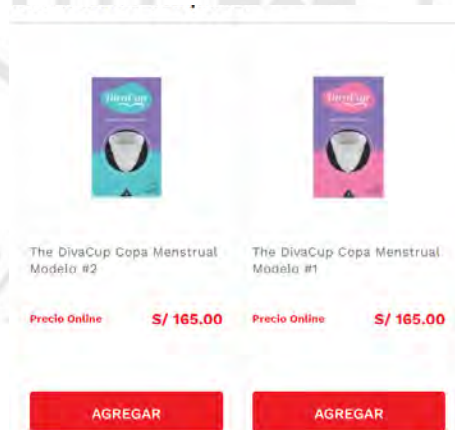 DivaCup
DivaCup
The DivaCup Copa Menstrual
Modelo #2
The DivaCup Copa Menstrual
Modelo #1
Precio Online S/ 165.00
Precio Online S/ 165.00
AGREGAR
AGREGAR